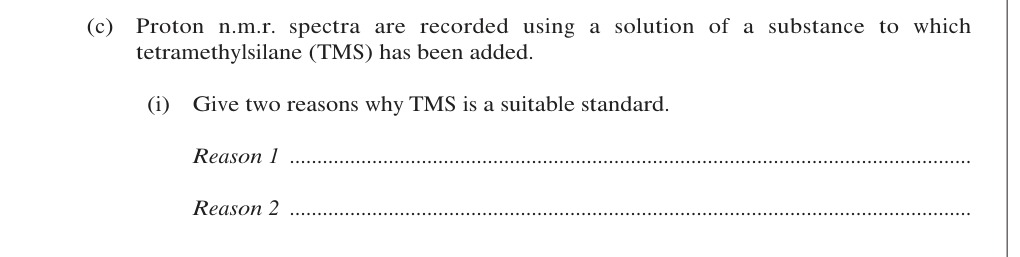 (c) Proton n.m.r. spectra are recorded using a solution of a substance to which
tetramethylsilane (TMS) has been added.
(i) Give two reasons why TMS is a suitable standard.
Reason 1 ....................................................................................................
Reason 2 ....................................................................................................